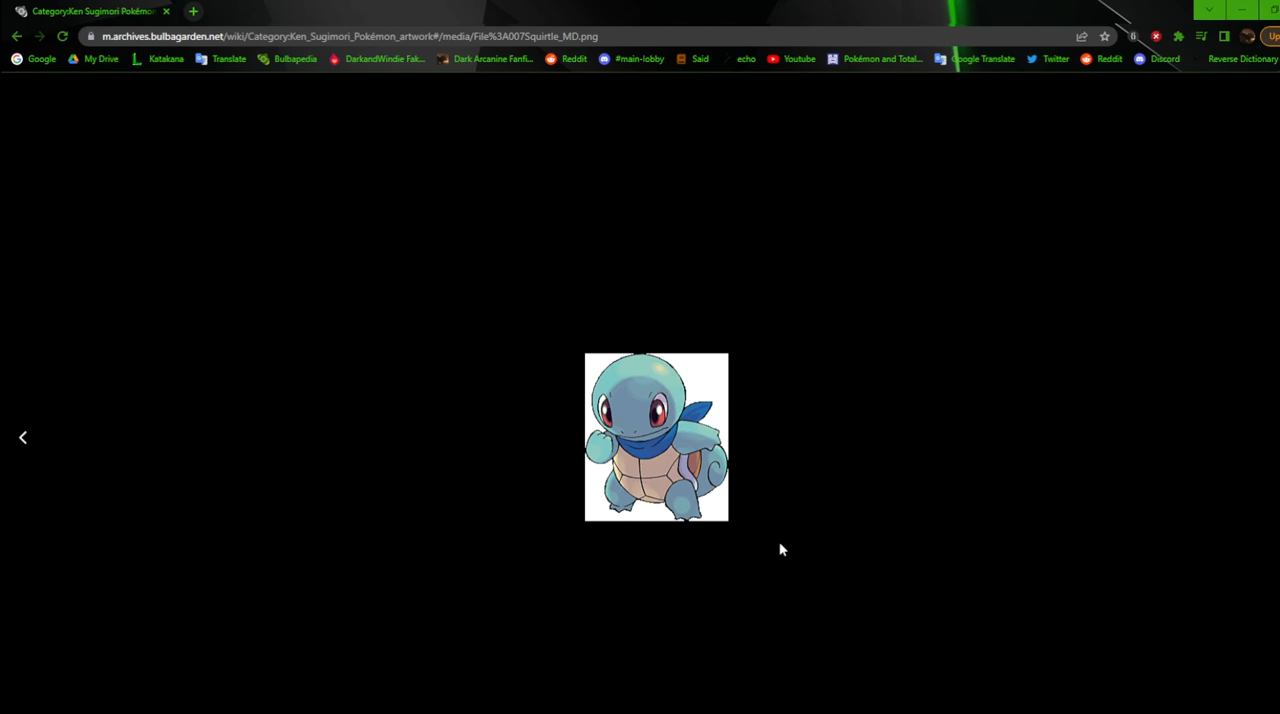 Category:Ken Sugimori Pokémon
m.archives.bulbagarden.net/wiki/Category:Ken_Sugimori_Pokémon_artwork#/media/File%3A007Squirtle_MD.png
Up
Google My Drive Katakana Translate Bulbapedia DarkandWindie Fak... Dark Arcanine Fanfi... Reddit #main-lobby Said echo Youtube Pokémon and Total... Google Translate Twitter Reddit Discord Reverse Dictionary